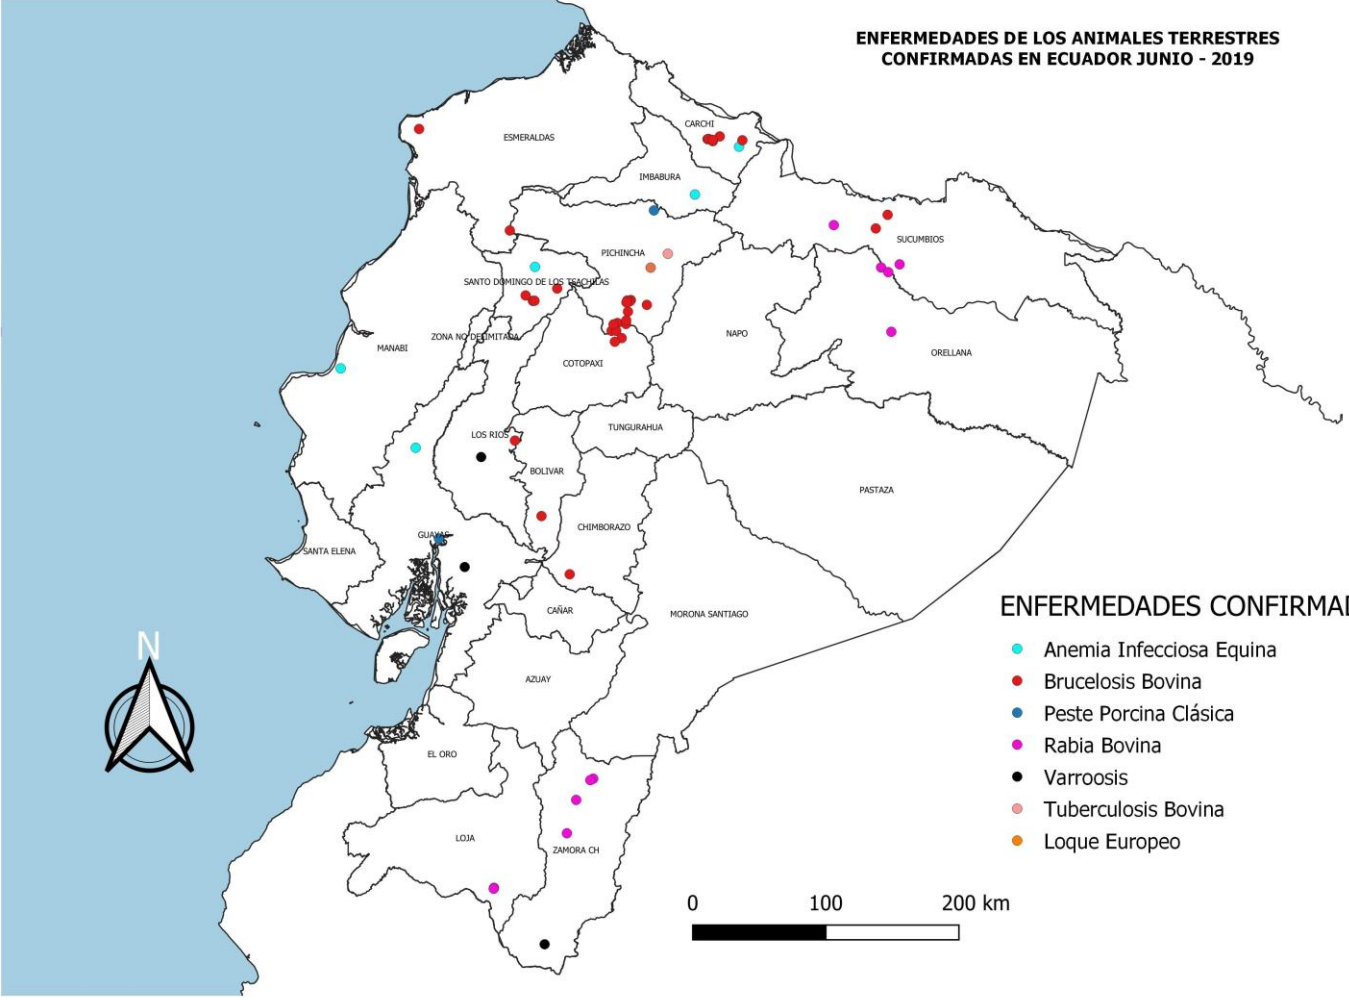 ENFERMEDADES DE LOS ANIMALES TERRESTRES
CONFIRMADAS EN ECUADOR JUNIO - 2019
CARCHI
ESMERALDAS
IMBABURA
SUCUMBIOS
PICHINCHA
SANTO DOMINGO DE LOS TSACHILAS
ZONA NO DELIMITADA
NAPO
MANABI
ORELLANA
COTOPAXI
TUNGURAHUA
LOS RIOS
BOLIVAR
PASTAZA
CHIMBORAZO
GUAYAS
SANTA ELENA
CAÑAR
MORONA SANTIAGO
AZUAY
EL ORO
LOJA
ZAMORA CH
N
ENFERMEDADES CONFIRMAD
Anemia Infecciosa Equina
Brucelosis Bovina
Peste Porcina Clásica
Rabia Bovina
Varroosis
Tuberculosis Bovina
Loque Europeo
0 100 200 km